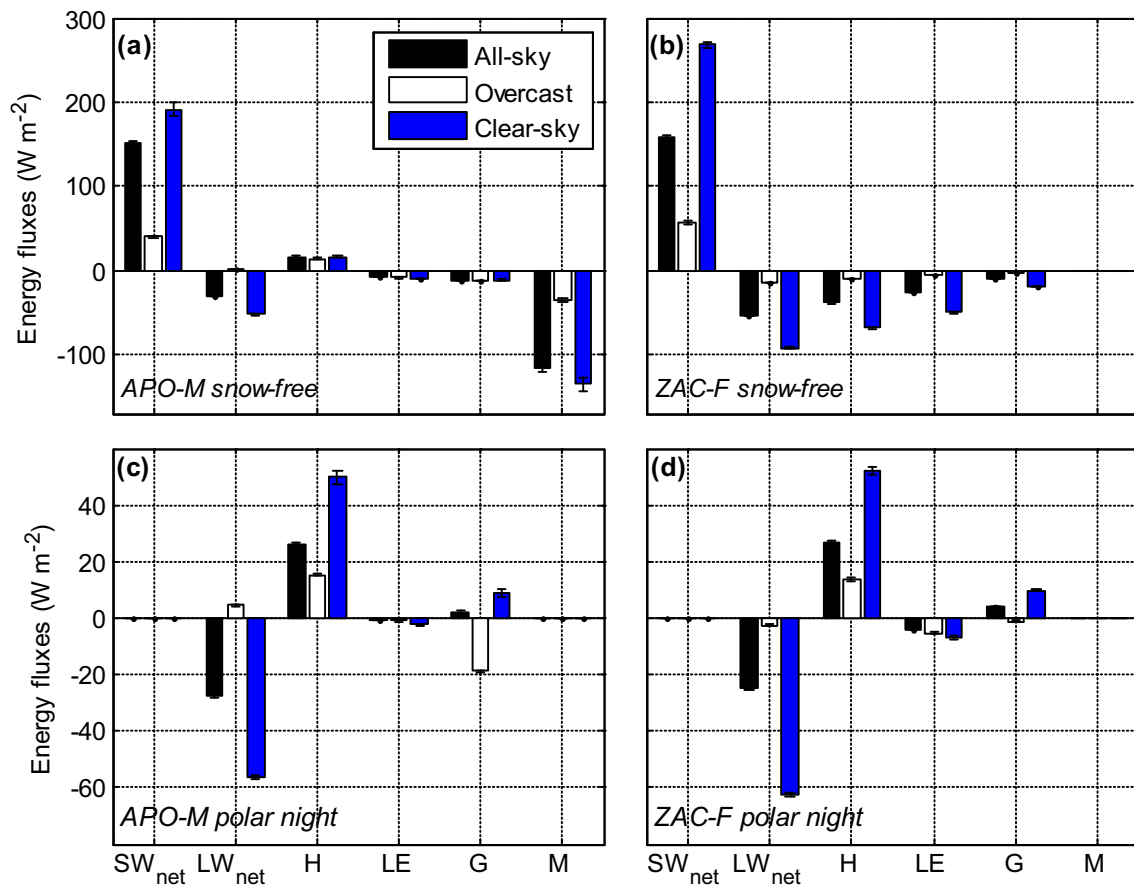 (a)
(b)
All-sky
Overcast
Clear-sky
300
200
100
0
-100
Energy fluxes (W m⁻²)
APO-M snow-free
ZAC-F snow-free
(c)
(d)
40
20
0
-20
-40
-60
Energy fluxes (W m⁻²)
APO-M polar night
ZAC-F polar night
SWnet LWnet H LE G M
SWnet LWnet H LE G M